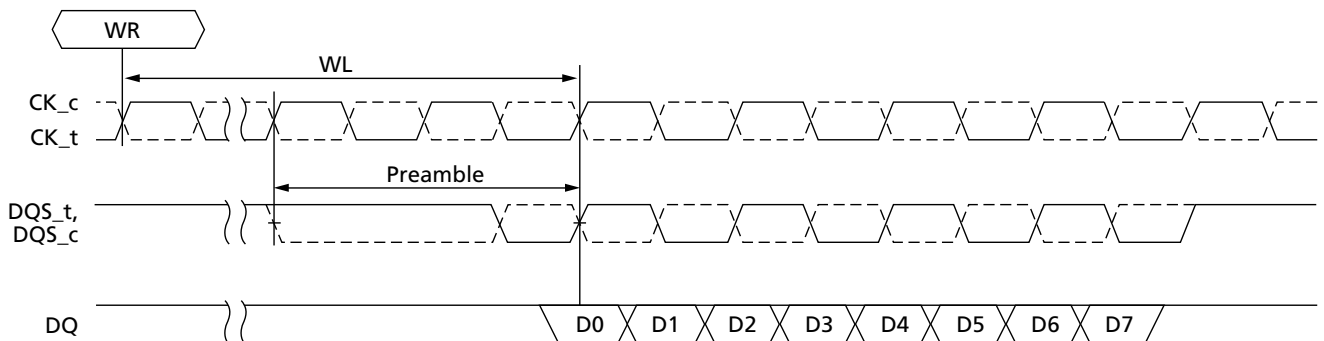 WR
WL
CK_c
CK_t
Preamble
DQS_t,
DQS_c
DQ
D0 D1 D2 D3 D4 D5 D6 D7